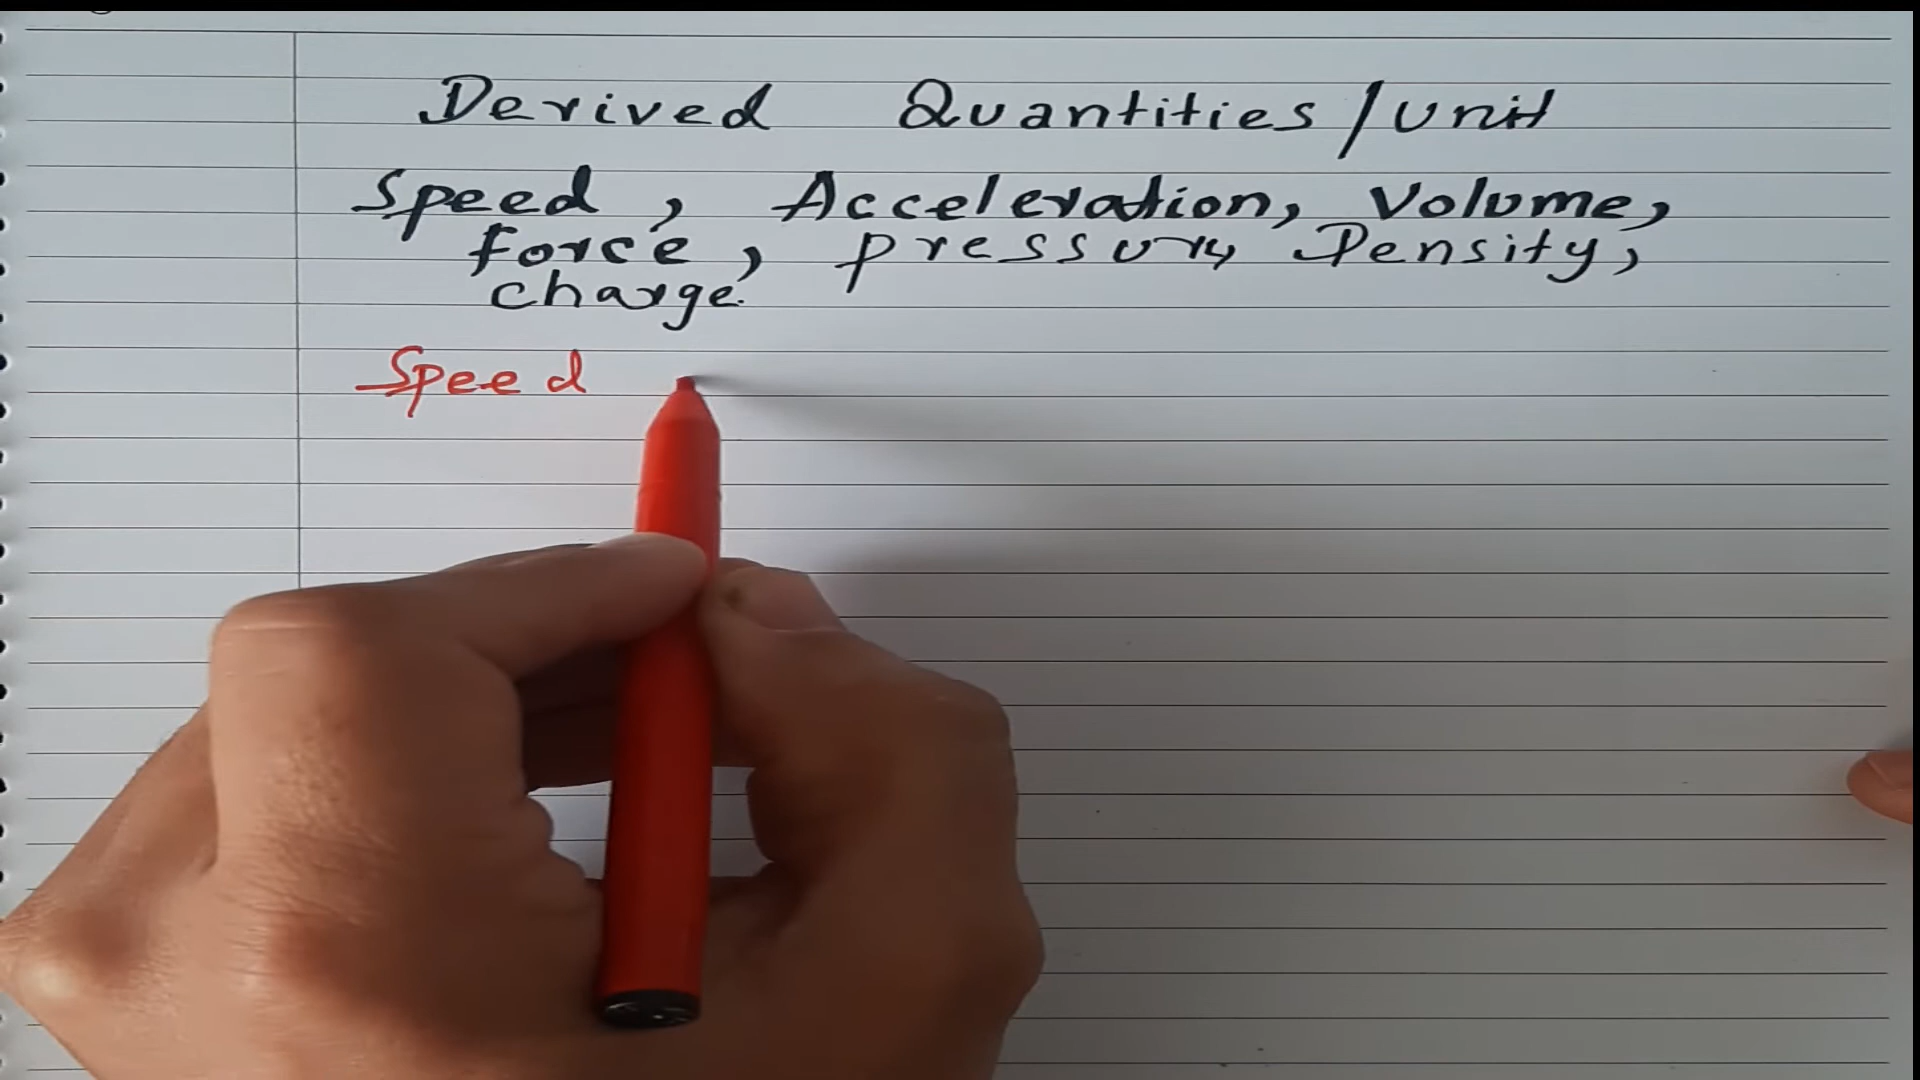 Derived Quantities/Unit
Speed, Acceleration, Volume,
force, pressure, Density,
charge.
Speed